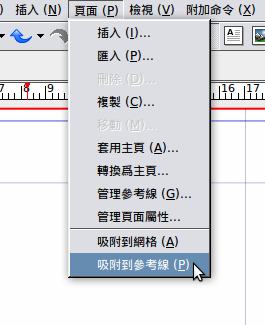 ) 插入 (N) 頁面 (P) 檢視 (V) 附加命令 (X)
插入 (I)...
匯入 (P)...
刪除 (D)...
複製 (C)...
移動 (M)...
套用主頁 (A)...
轉換爲主頁...
管理參考線 (G)...
管理頁面屬性...
吸附到網格 (A)
吸附到參考線 (P)
7 8 9 16 17
A